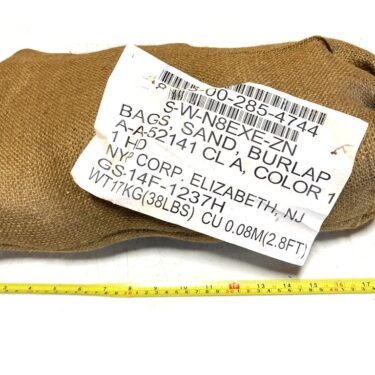 00-285-4744
S-W-N8EXE-ZN
BAGS, SAND, BURLAP
A-A-52141 CL A, COLOR 1
1 HD
NYP CORP. ELIZABETH, NJ
GS-14F-1237H
WT17KG(38LBS) CU 0.08M(2.8FT)